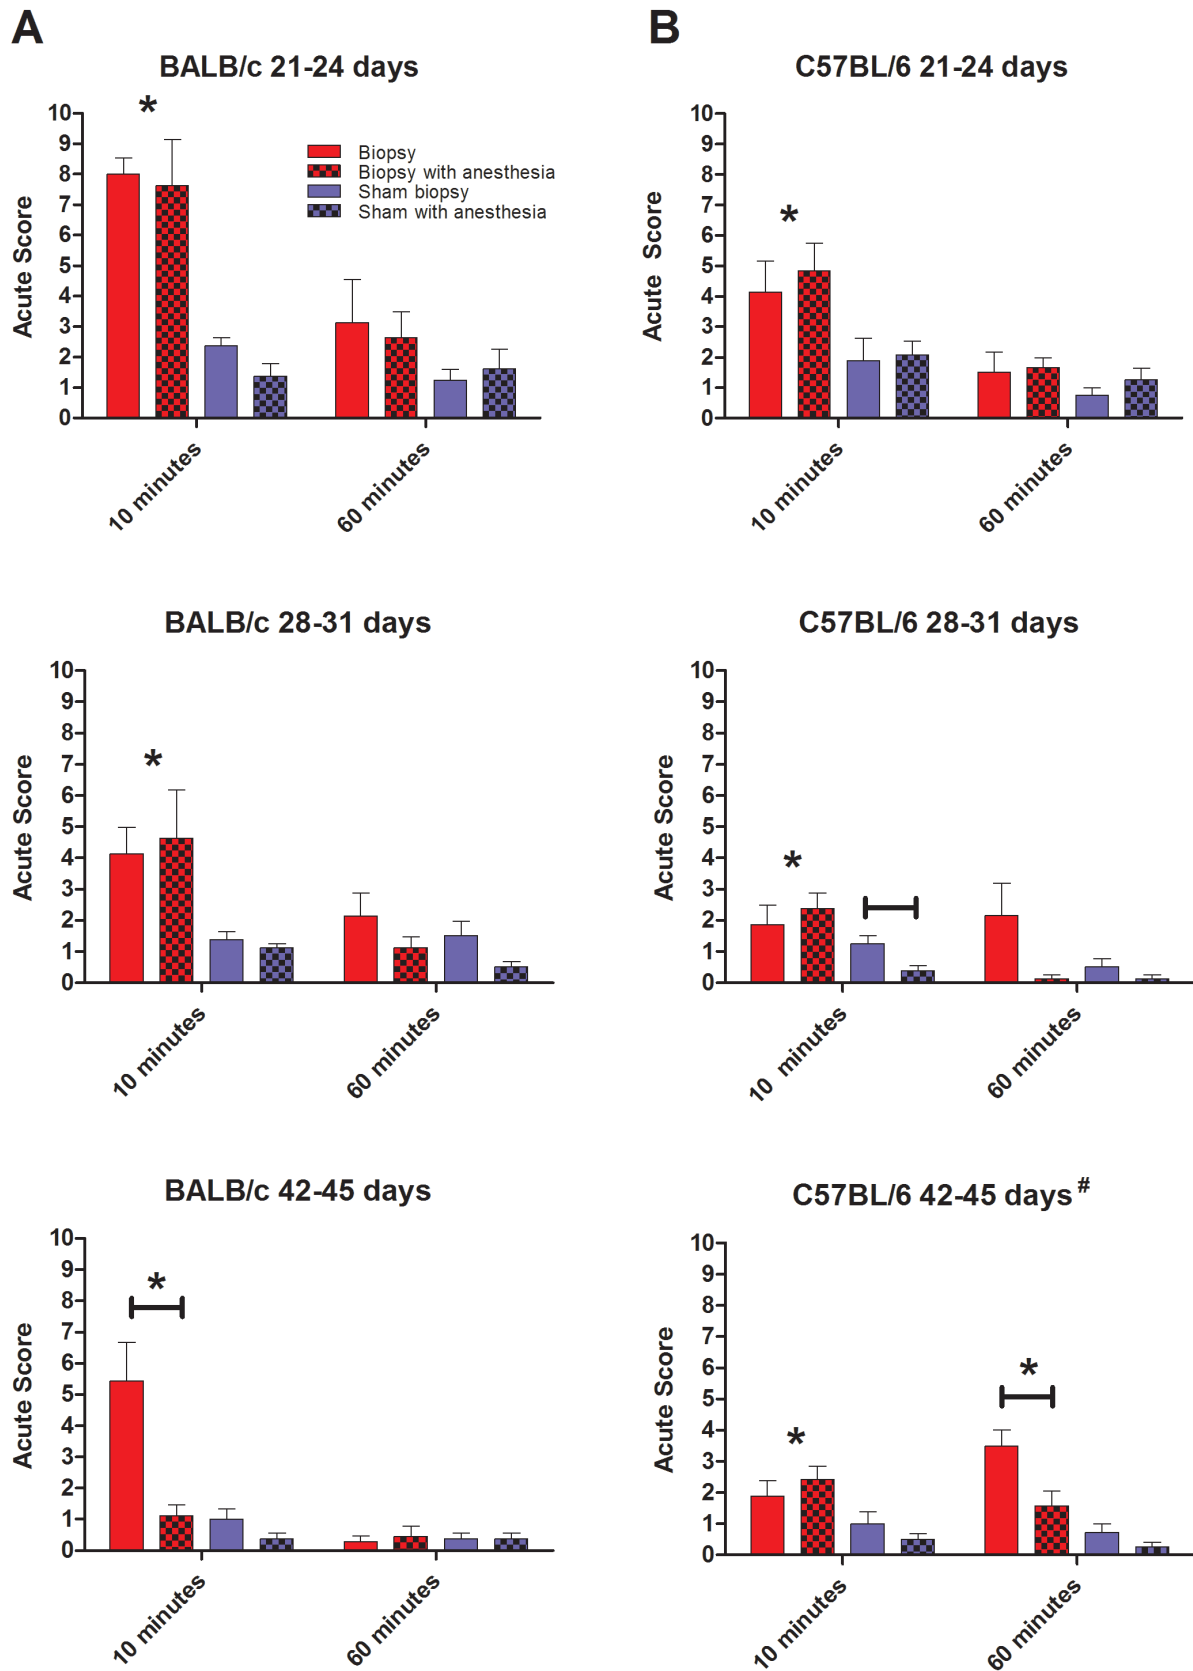 A
BALB/c 21-24 days
*
10
9
8
7
6
5
4
3
2
1
0
Acute Score
Biopsy
Biopsy with anesthesia
Sham biopsy
Sham with anesthesia
10 minutes
60 minutes
B
C57BL/6 21-24 days
*
10
9
8
7
6
5
4
3
2
1
0
Acute Score
10 minutes
60 minutes
BALB/c 28-31 days
*
10
9
8
7
6
5
4
3
2
1
0
Acute Score
10 minutes
60 minutes
C57BL/6 28-31 days
*
10
9
8
7
6
5
4
3
2
1
0
Acute Score
10 minutes
60 minutes
BALB/c 42-45 days
*
10
9
8
7
6
5
4
3
2
1
0
Acute Score
10 minutes
60 minutes
C57BL/6 42-45 days #
*
*
10
9
8
7
6
5
4
3
2
1
0
Acute Score
10 minutes
60 minutes